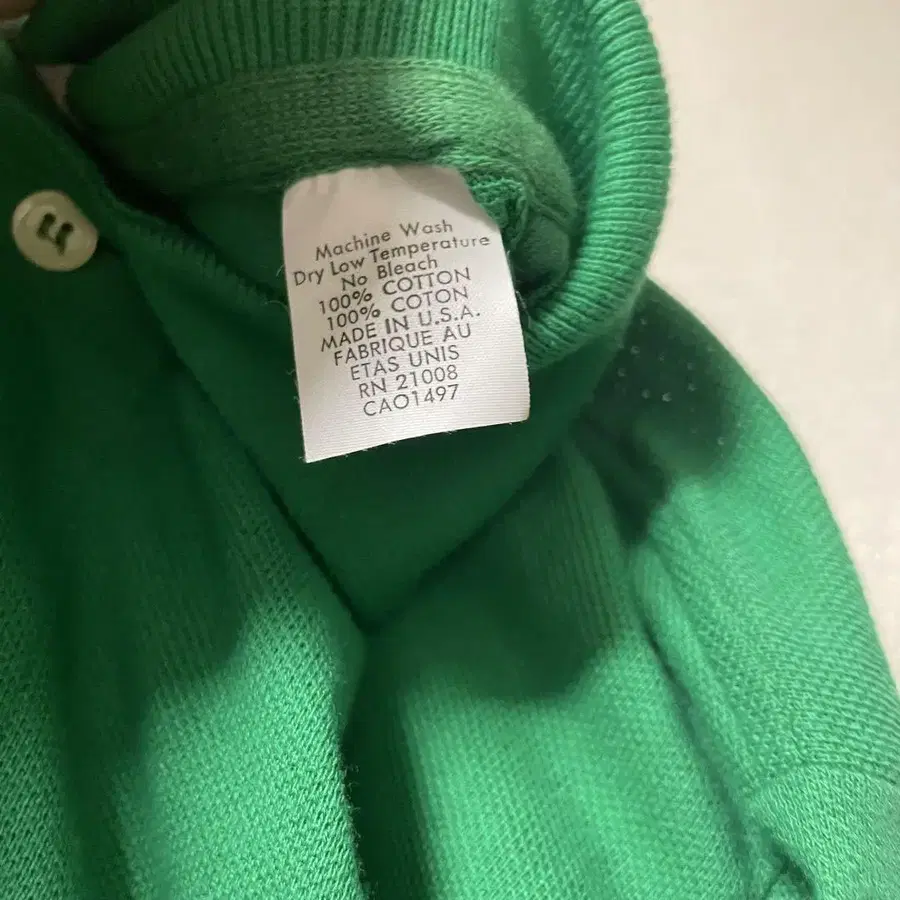 Machine Wash
Dry Low Temperature
No Bleach
100% COTTON
100% COTON
MADE IN U.S.A.
FABRIQUE AU
ETAS UNIS
RN 21008
CAO1497